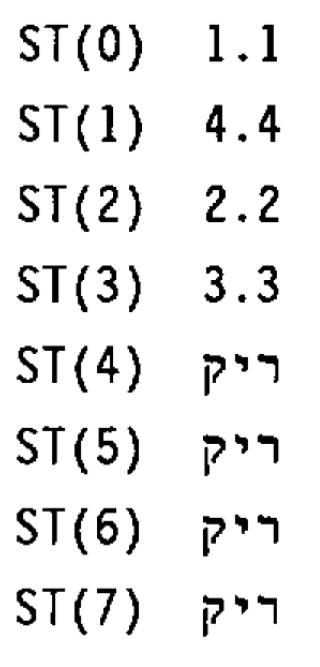 ST(0) 1.1
ST(1) 4.4
ST(2) 2.2
ST(3) 3.3
ST(4) ריק
ST(5) ריק
ST(6) ריק
ST(7) ריק